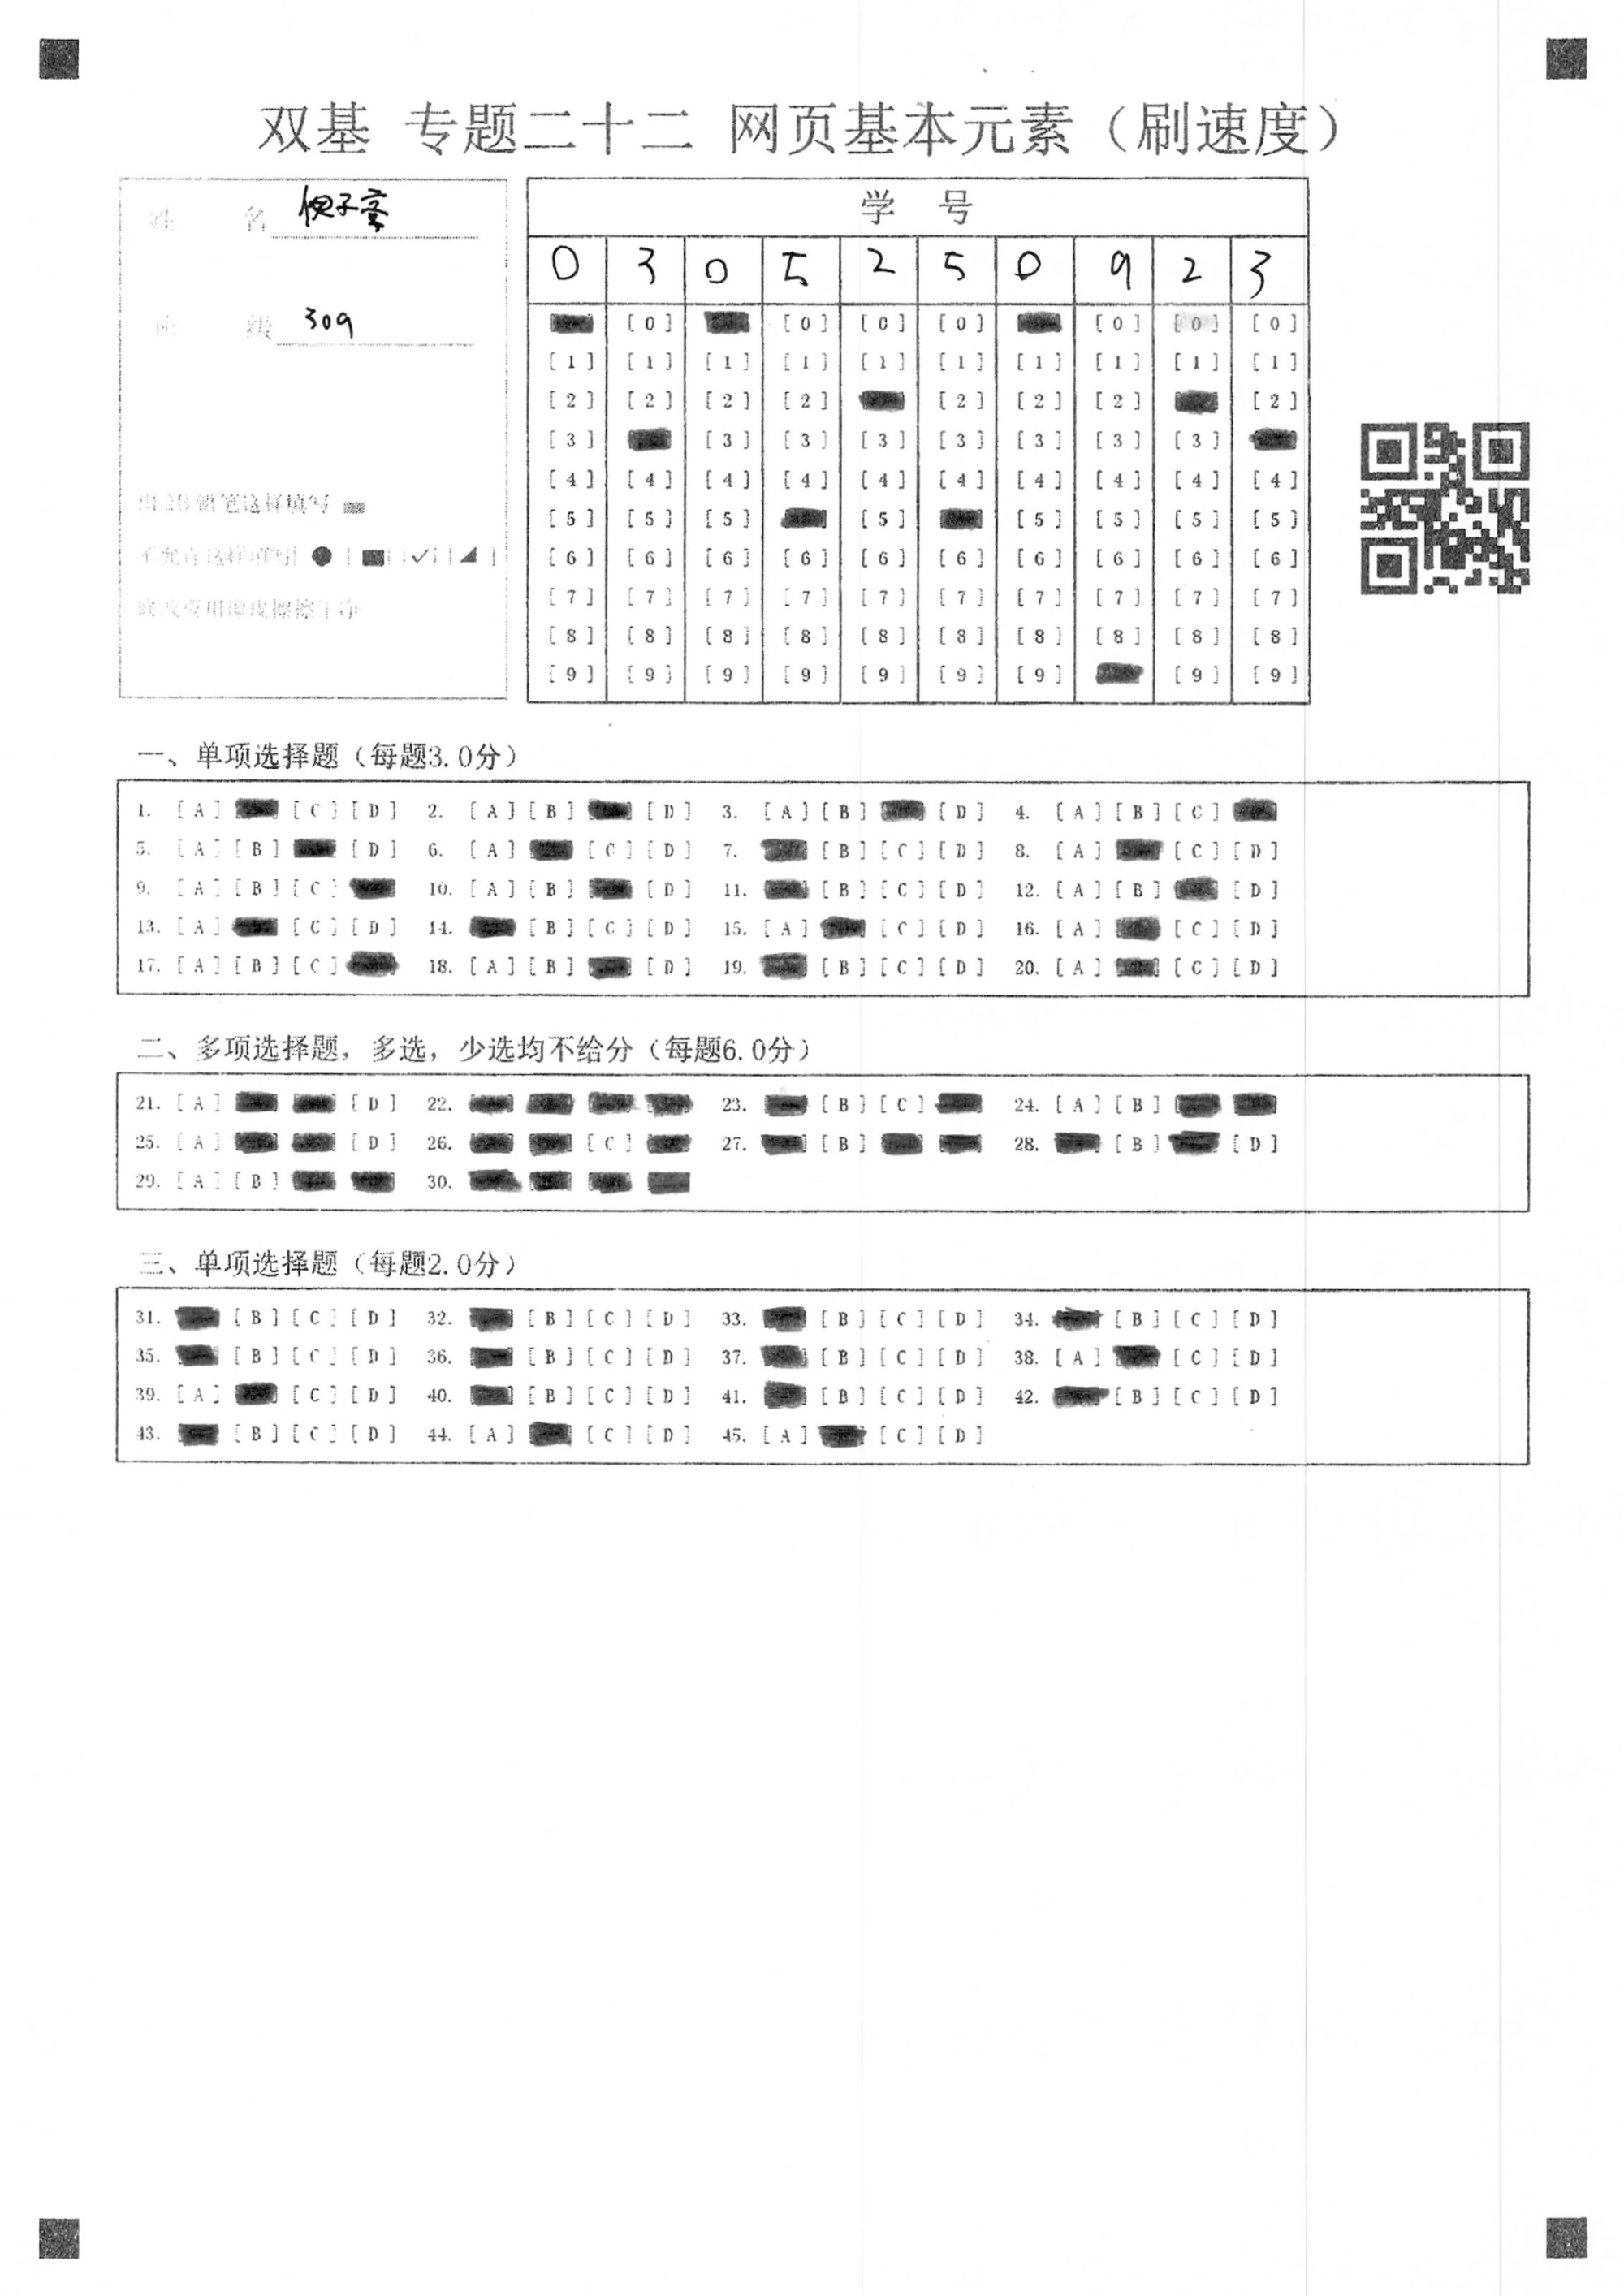 双基 专题二十二 网页基本元素（刷速度）
姓 名
班 级 309
用2B铅笔这样填写
不允许这样填写[ ● [ ■ ] [ ✓ ] [ ◢ ]
修改要用橡皮擦擦干净
学 号
0 3 0 5 2 5 0 9 2 3
[0] [0] [0] [0] [0] [0] [0]
[1] [1] [1] [1] [1] [1] [1] [1] [1] [1]
[2] [2] [2] [2] [2] [2] [2] [2]
[3] [3] [3] [3] [3] [3] [3] [3]
[4] [4] [4] [4] [4] [4] [4] [4] [4] [4]
[5] [5] [5] [5] [5] [5] [5] [5]
[6] [6] [6] [6] [6] [6] [6] [6] [6] [6]
[7] [7] [7] [7] [7] [7] [7] [7] [7] [7]
[8] [8] [8] [8] [8] [8] [8] [8] [8] [8]
[9] [9] [9] [9] [9] [9] [9] [9] [9]
一、单项选择题（每题3.0分）
1. [A] [C] [D] 2. [A] [B] [D] 3. [A] [B] [D] 4. [A] [B] [C]
5. [A] [B] [D] 6. [A] [C] [D] 7. [B] [C] [D] 8. [A] [C] [D]
9. [A] [B] [C] 10. [A] [B] [D] 11. [B] [C] [D] 12. [A] [B] [D]
13. [A] [C] [D] 14. [B] [C] [D] 15. [A] [C] [D] 16. [A] [C] [D]
17. [A] [B] [C] 18. [A] [B] [D] 19. [B] [C] [D] 20. [A] [C] [D]
二、多项选择题，多选，少选均不给分（每题6.0分）
21. [A] [D] 22. 23. [B] [C] 24. [A] [B]
25. [A] [D] 26. [C] 27. [B] 28. [B] [D]
29. [A] [B] 30.
三、单项选择题（每题2.0分）
31. [B] [C] [D] 32. [B] [C] [D] 33. [B] [C] [D] 34. [B] [C] [D]
35. [B] [C] [D] 36. [B] [C] [D] 37. [B] [C] [D] 38. [A] [C] [D]
39. [A] [C] [D] 40. [B] [C] [D] 41. [B] [C] [D] 42. [B] [C] [D]
43. [B] [C] [D] 44. [A] [C] [D] 45. [A] [C] [D]